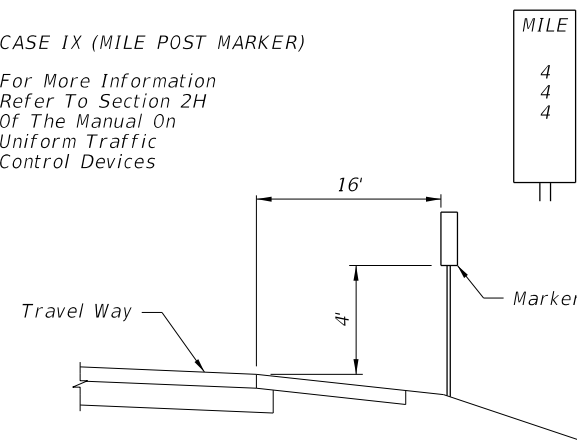 CASE IX (MILE POST MARKER)
For More Information
Refer To Section 2H
Of The Manual On
Uniform Traffic
Control Devices
MILE
4
4
4
16'
4'
Travel Way
Marker